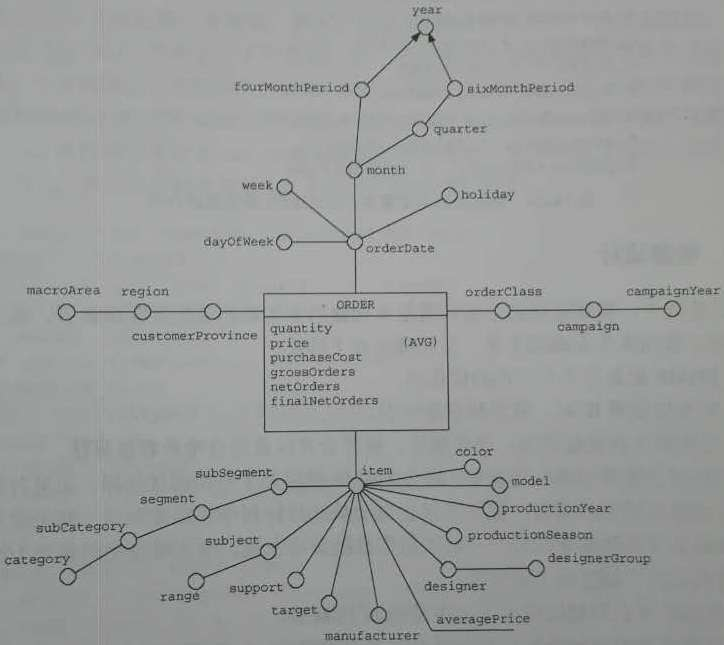 year
fourMonthPeriod
sixMonthPeriod
quarter
month
week
holiday
dayOfWeek
orderDate
macroArea
region
customerProvince
ORDER
quantity
price (AVG)
purchaseCost
grossOrders
netOrders
finalNetOrders
orderClass
campaign
campaignYear
item
subSegment
segment
subCategory
category
subject
range
support
target
manufacturer
averagePrice
designer
designerGroup
productionSeason
productionYear
model
color